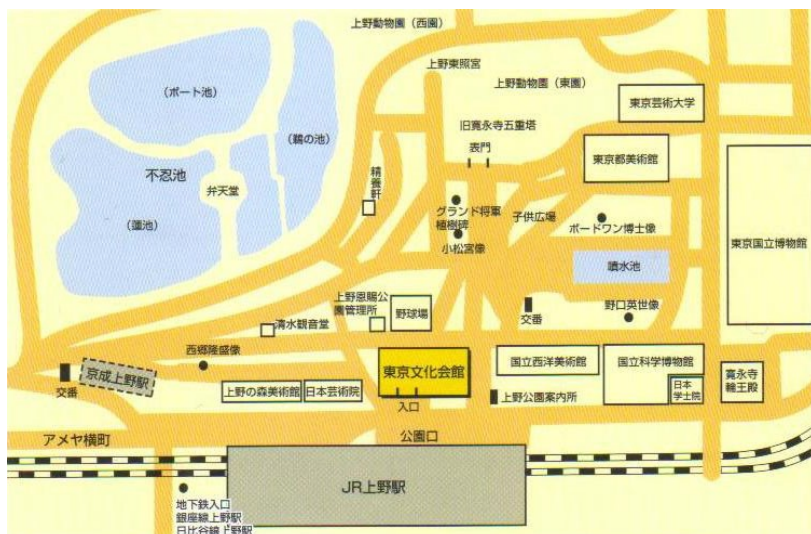 上野動物園（西園）
上野東照宮
上野動物園（東園）
東京芸術大学
（ボート池）
（鵜の池）
旧寛永寺五重塔
表門
東京都美術館
不忍池
弁天堂
精養軒
（蓮池）
グランド将軍
植樹碑
子供広場
ボードワン博士像
小松宮像
東京国立博物館
噴水池
上野恩賜公
園管理所
野球場
交番
野口英世像
清水観音堂
西郷隆盛像
京成上野駅
交番
東京文化会館
入口
国立西洋美術館
国立科学博物館
日本
学士院
寛永寺
輪王殿
上野の森美術館
日本芸術院
上野公園案内所
アメヤ横町
公園口
JR上野駅
地下鉄入口
銀座線上野駅
日比谷線上野駅